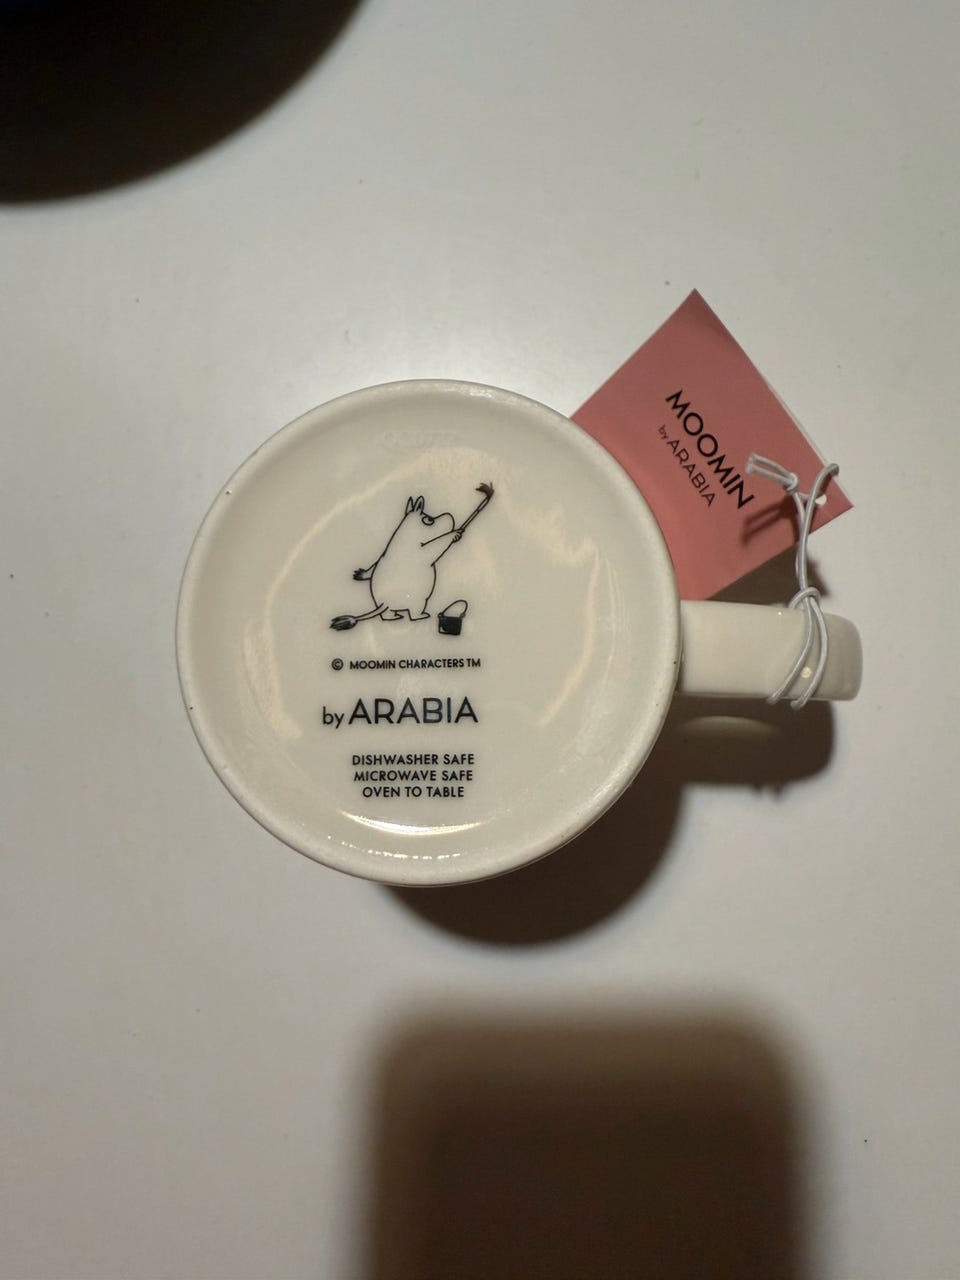 © MOOMIN CHARACTERS TM
by ARABIA
DISHWASHER SAFE
MICROWAVE SAFE
OVEN TO TABLE
MOOMIN
by ARABIA